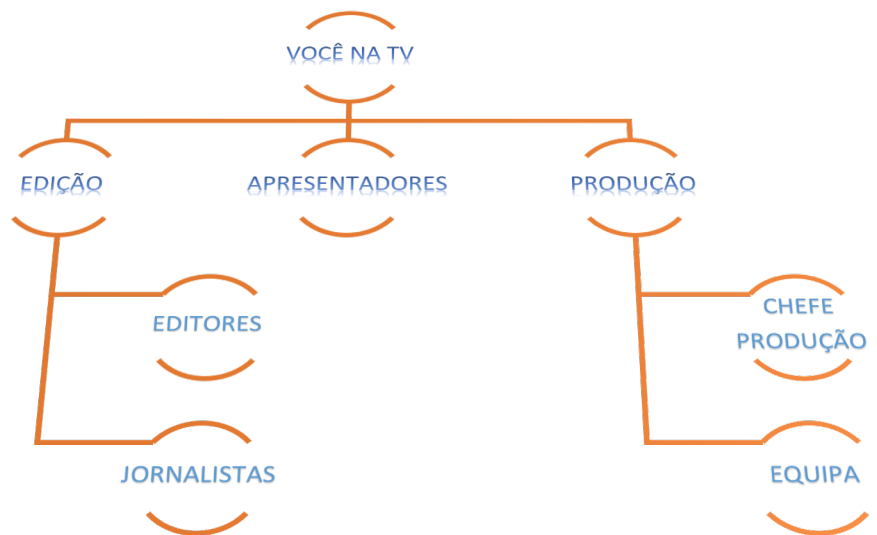 VOCÊ NA TV
EDIÇÃO
APRESENTADORES
PRODUÇÃO
EDITORES
CHEFE
PRODUÇÃO
JORNALISTAS
EQUIPA